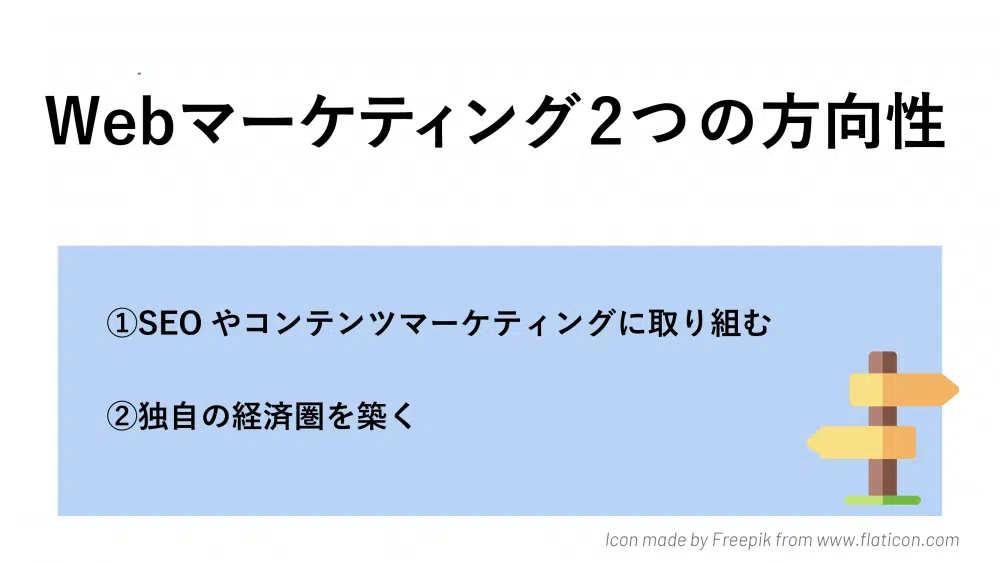 Webマーケティング2つの方向性
①SEO やコンテンツマーケティングに取り組む
②独自の経済圏を築く
Icon made by Freepik from www.flaticon.com